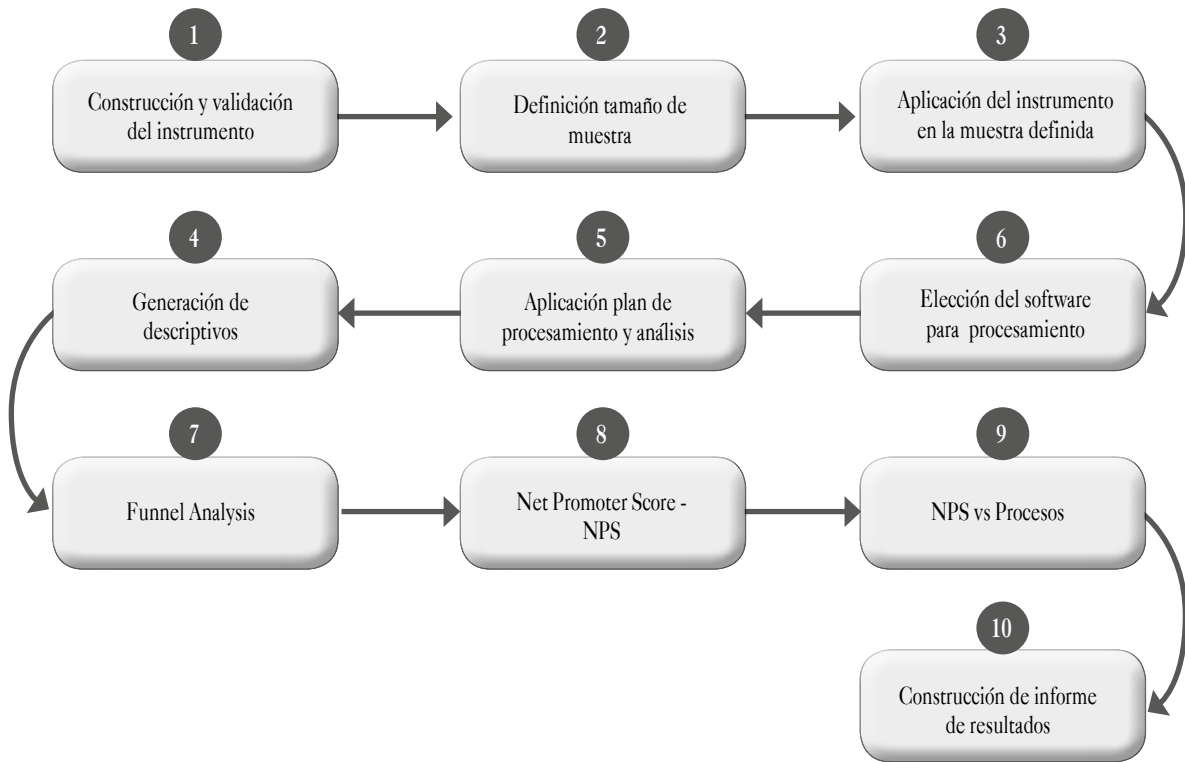 1
Construcción y validación
del instrumento
2
Definición tamaño de
muestra
3
Aplicación del instrumento
en la muestra definida
4
Generación de
descriptivos
5
Aplicación plan de
procesamiento y análisis
6
Elección del software
para procesamiento
7
Funnel Analysis
8
Net Promoter Score -
NPS
9
NPS vs Procesos
10
Construcción de informe
de resultados